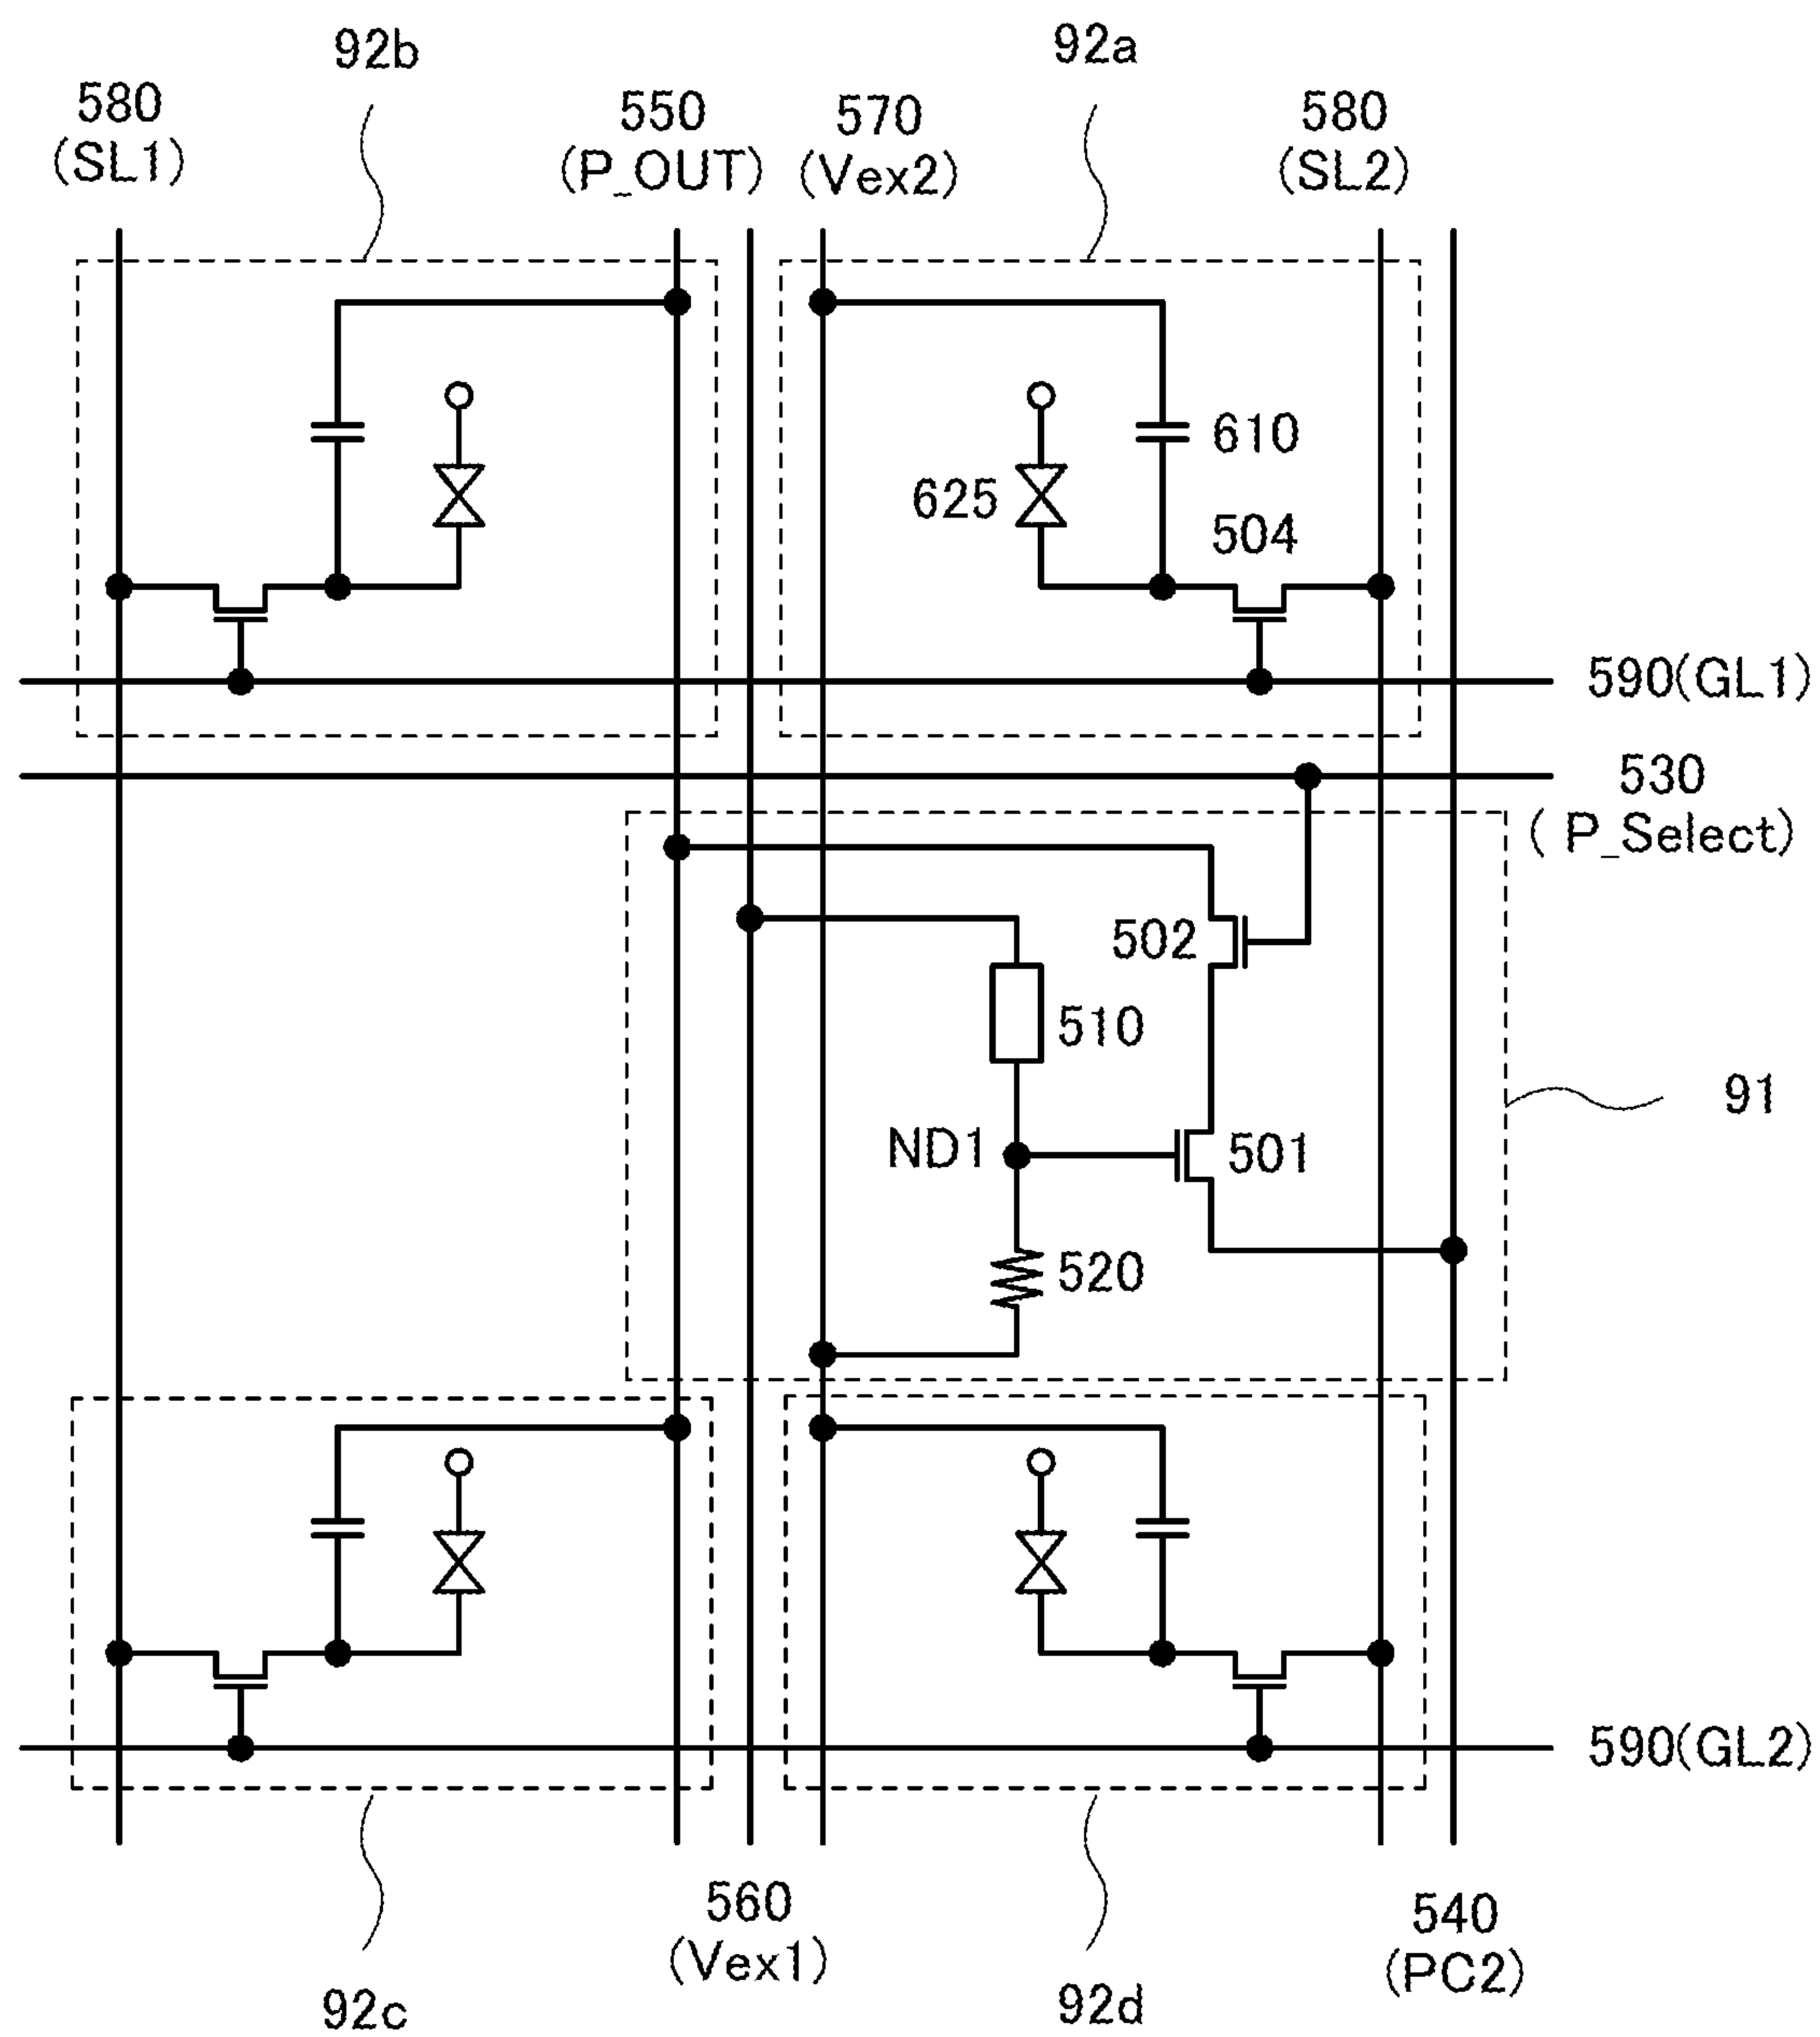 92b
92a
580
(SL1)
550
(P_OUT)
570
(Vex2)
580
(SL2)
610
625
504
590(GL1)
530
( P_Select)
502
510
91
ND1
501
520
590(GL2)
560
(Vex1)
540
(PC2)
92c
92d